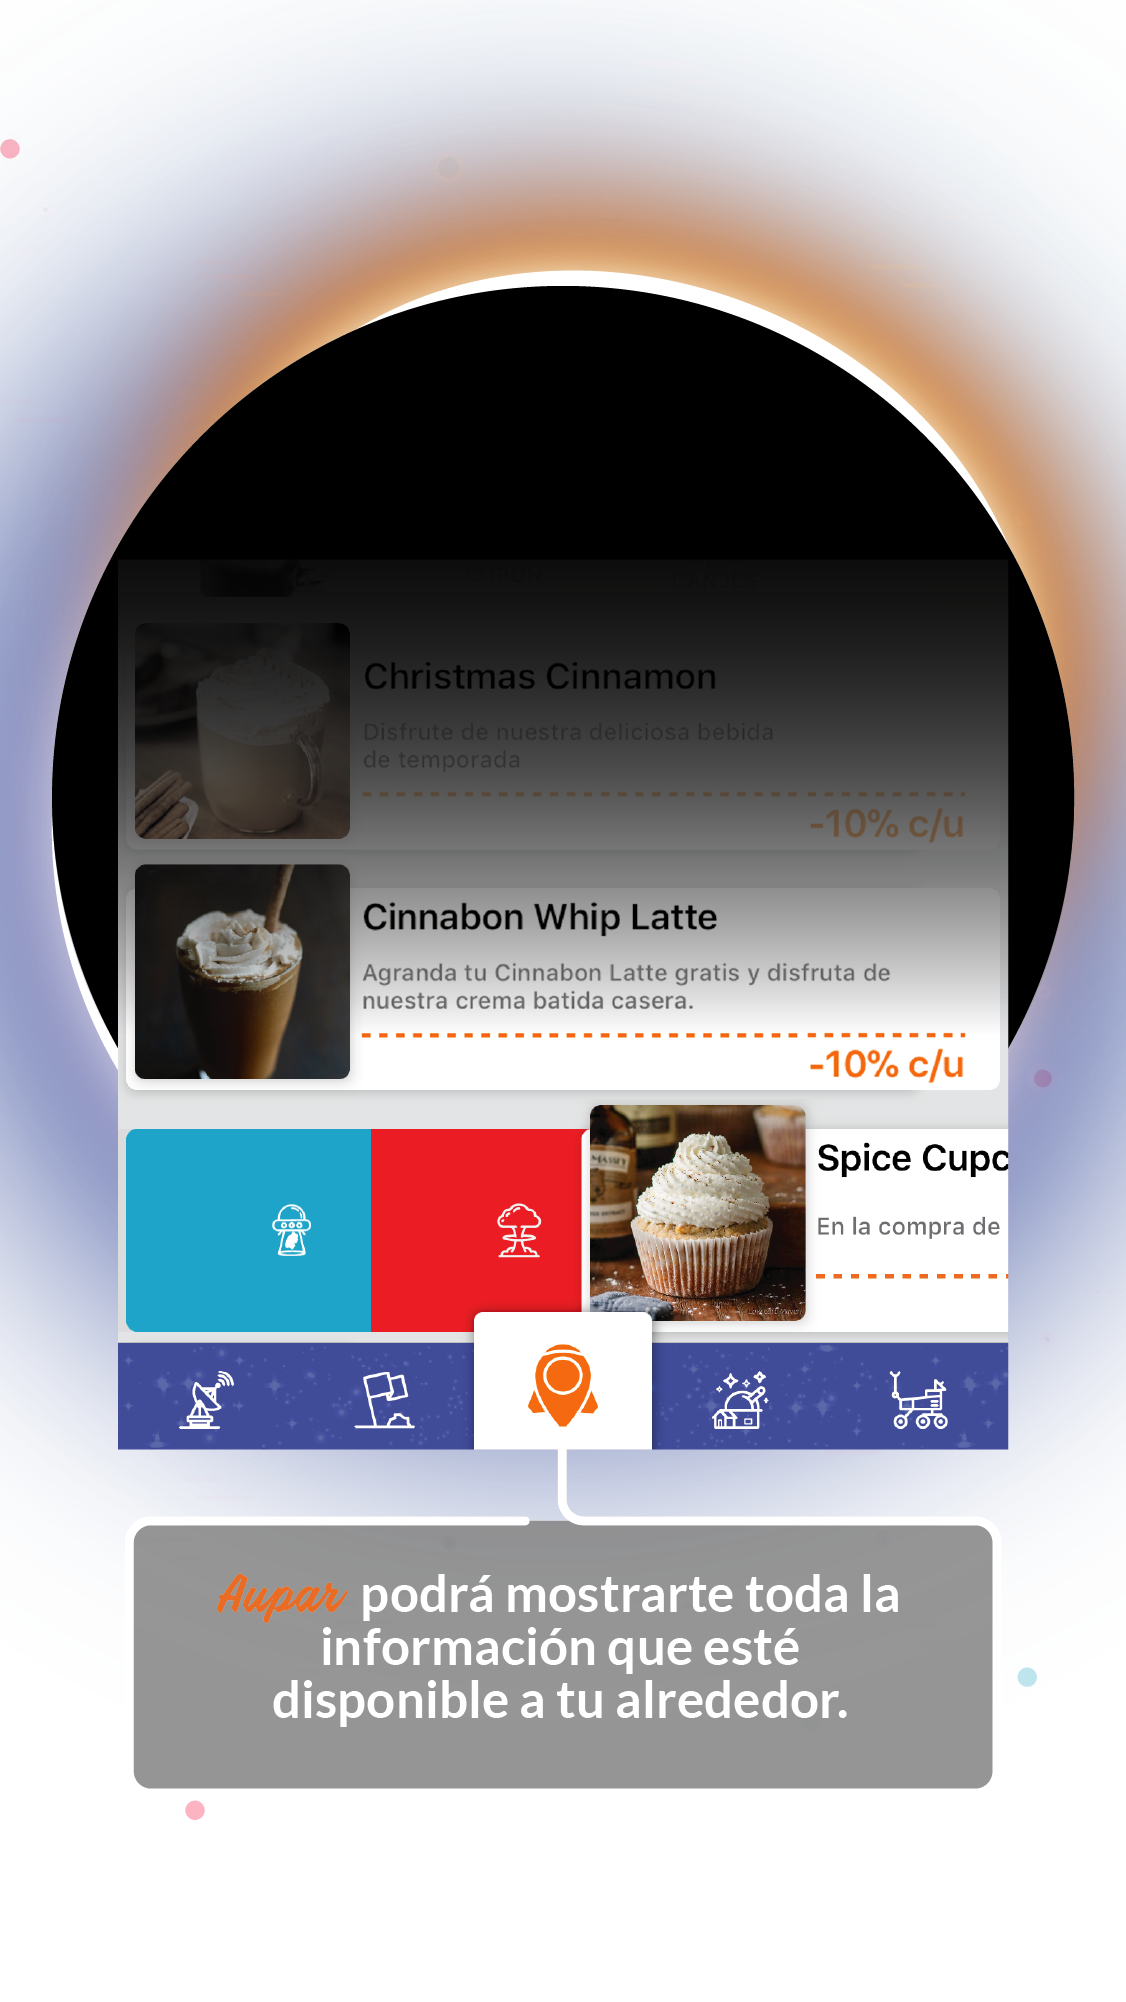 Christmas Cinnamon
Disfrute de nuestra deliciosa bebida
de temporada
-10% c/u
Cinnabon Whip Latte
Agranda tu Cinnabon Latte gratis y disfruta de
nuestra crema batida casera.
-10% c/u
Spice Cupc
En la compra de
Aupar podrá mostrarte toda la
información que esté
disponible a tu alrededor.